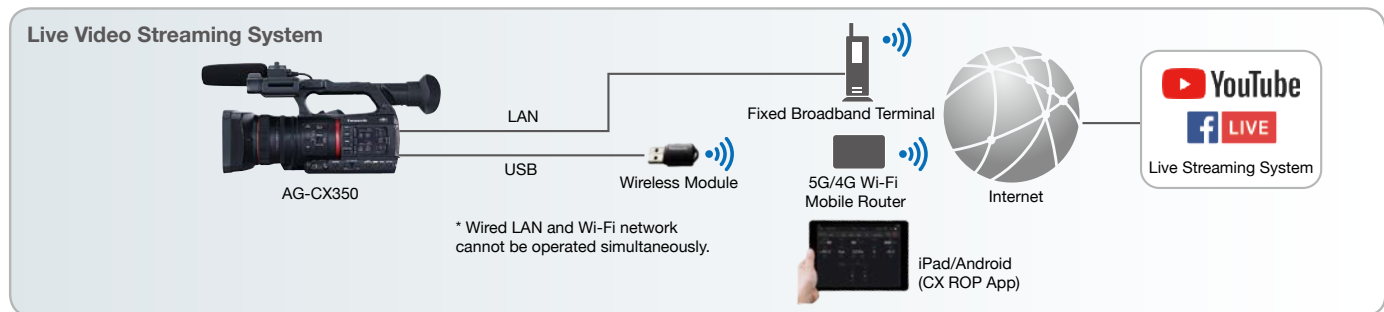 Live Video Streaming System
LAN
USB
AG-CX350
Wireless Module
* Wired LAN and Wi-Fi network
cannot be operated simultaneously.
Fixed Broadband Terminal
5G/4G Wi-Fi
Mobile Router
iPad/Android
(CX ROP App)
Internet
YouTube
f LIVE
Live Streaming System